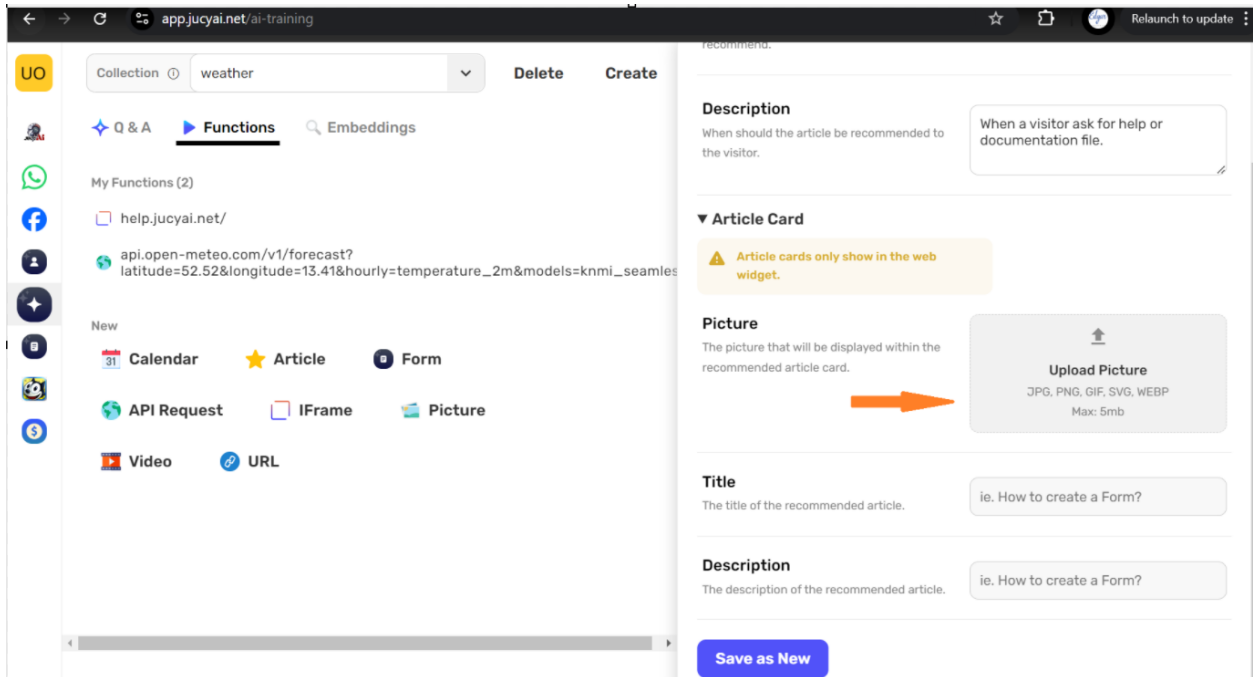 app.jucyai.net/ai-training
Relaunch to update
UO
Collection
weather
Delete
Create
Q & A
Functions
Embeddings
My Functions (2)
help.jucyai.net/
api.open-meteo.com/v1/forecast?
latitude=52.52&longitude=13.41&hourly=temperature_2m&models=knmi_seamles
New
31
Calendar
Article
Form
API Request
IFrame
Picture
Video
URL
recommend.
Description
When should the article be recommended to
the visitor.
When a visitor ask for help or
documentation file.
Article Card
Article cards only show in the web
widget.
Picture
The picture that will be displayed within the
recommended article card.
Upload Picture
JPG, PNG, GIF, SVG, WEBP
Max: 5mb
Title
The title of the recommended article.
ie. How to create a Form?
Description
The description of the recommended article.
ie. How to create a Form?
Save as New